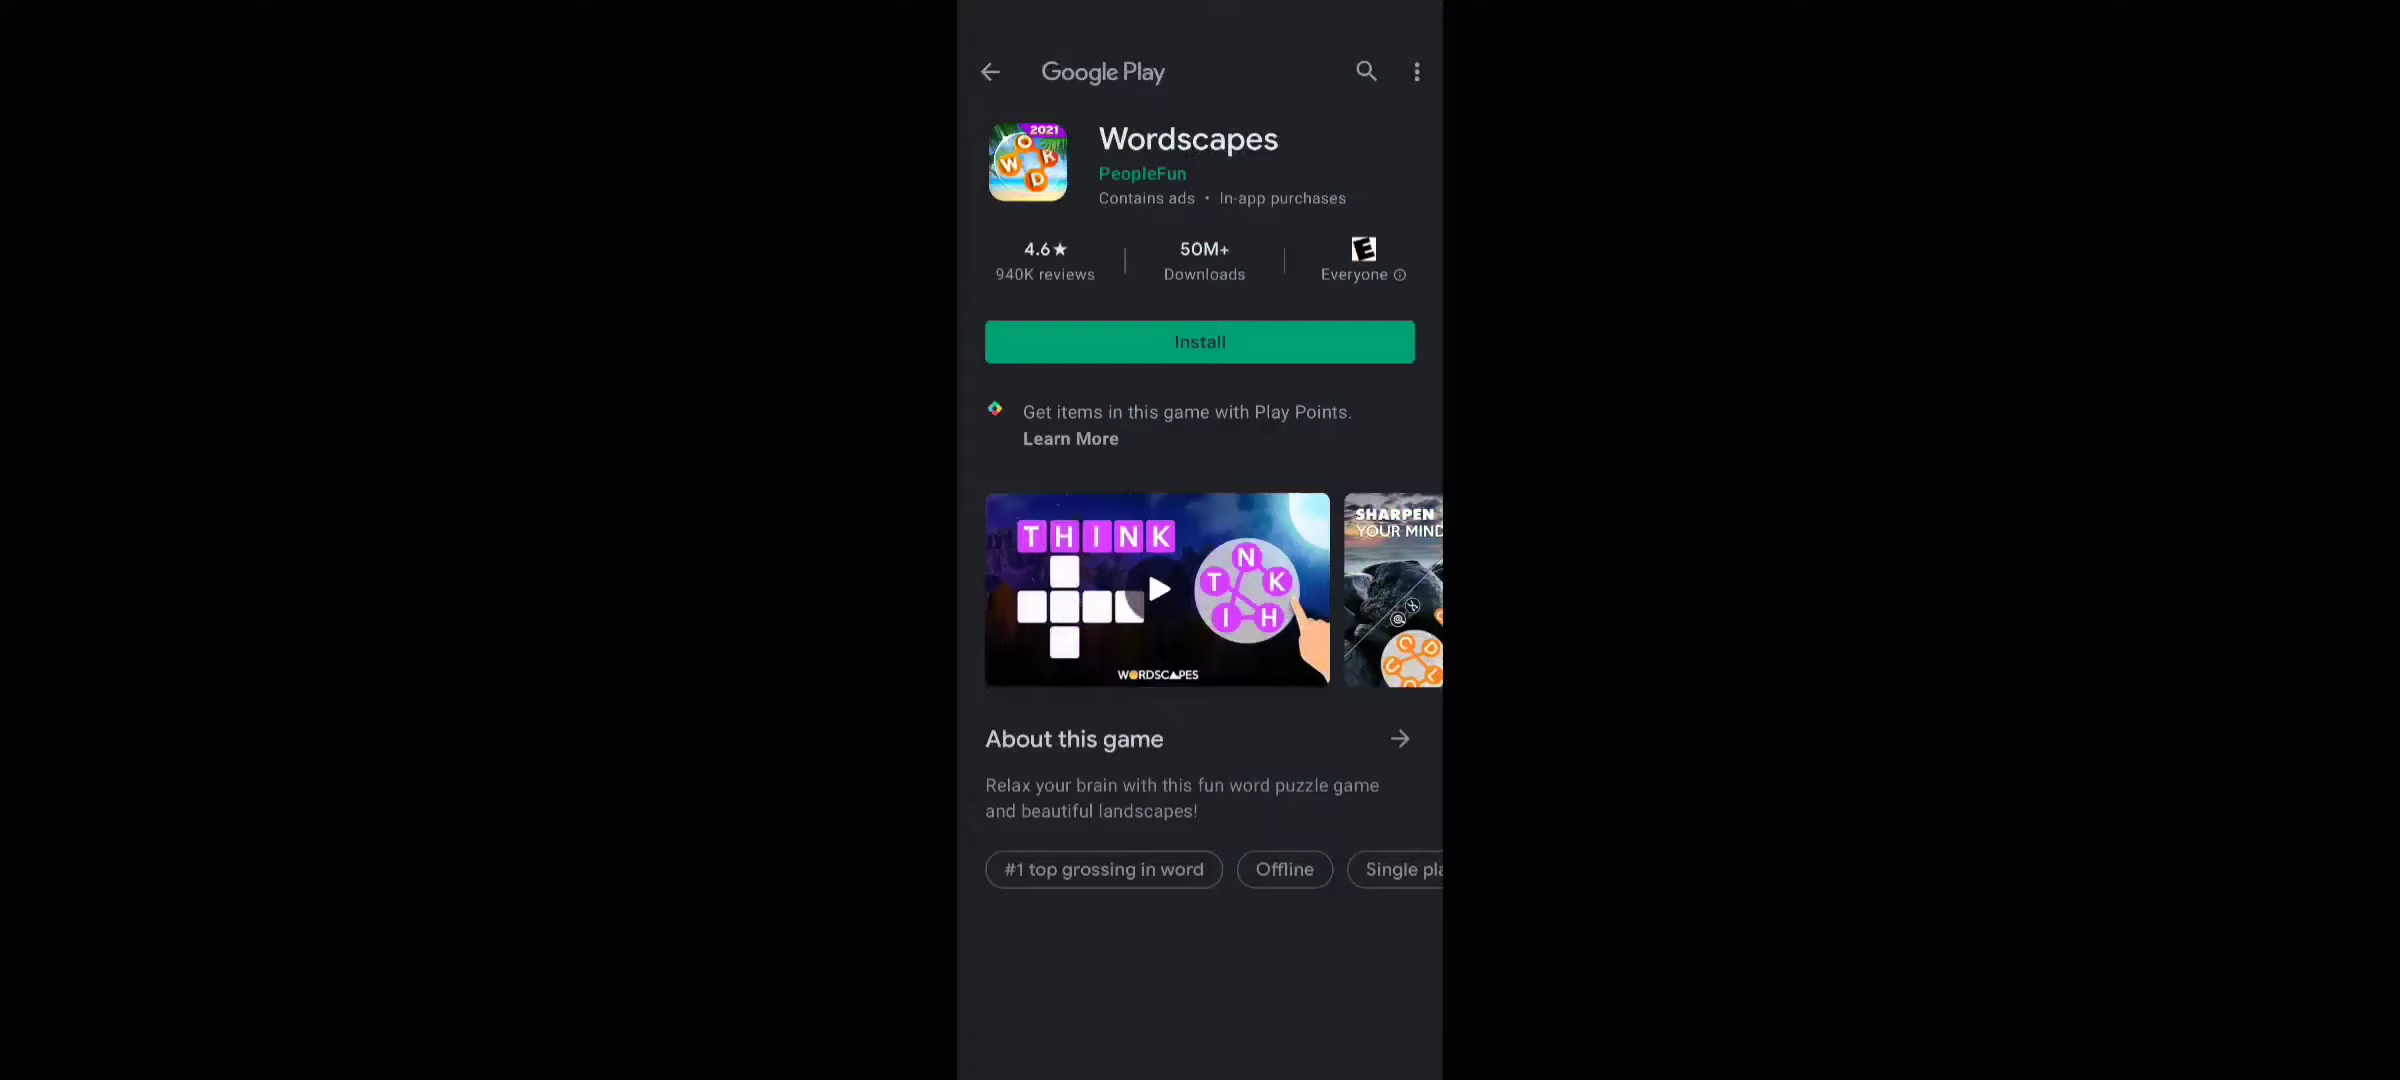 Google Play
2021
W O R D
Wordscapes
PeopleFun
Contains ads • In-app purchases
4.6★
940K reviews
50M+
Downloads
E
Everyone
Install
Get items in this game with Play Points.
Learn More
THINK
N
T K
I H
WORDSCAPES
SHARPEN
YOUR MIND
C D
U L
O
About this game
Relax your brain with this fun word puzzle game
and beautiful landscapes!
#1 top grossing in word
Offline
Single pla